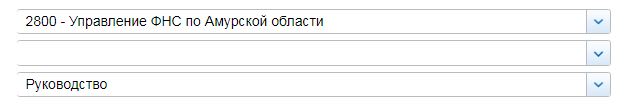 2800 - Управление ФНС по Амурской области
Руководство